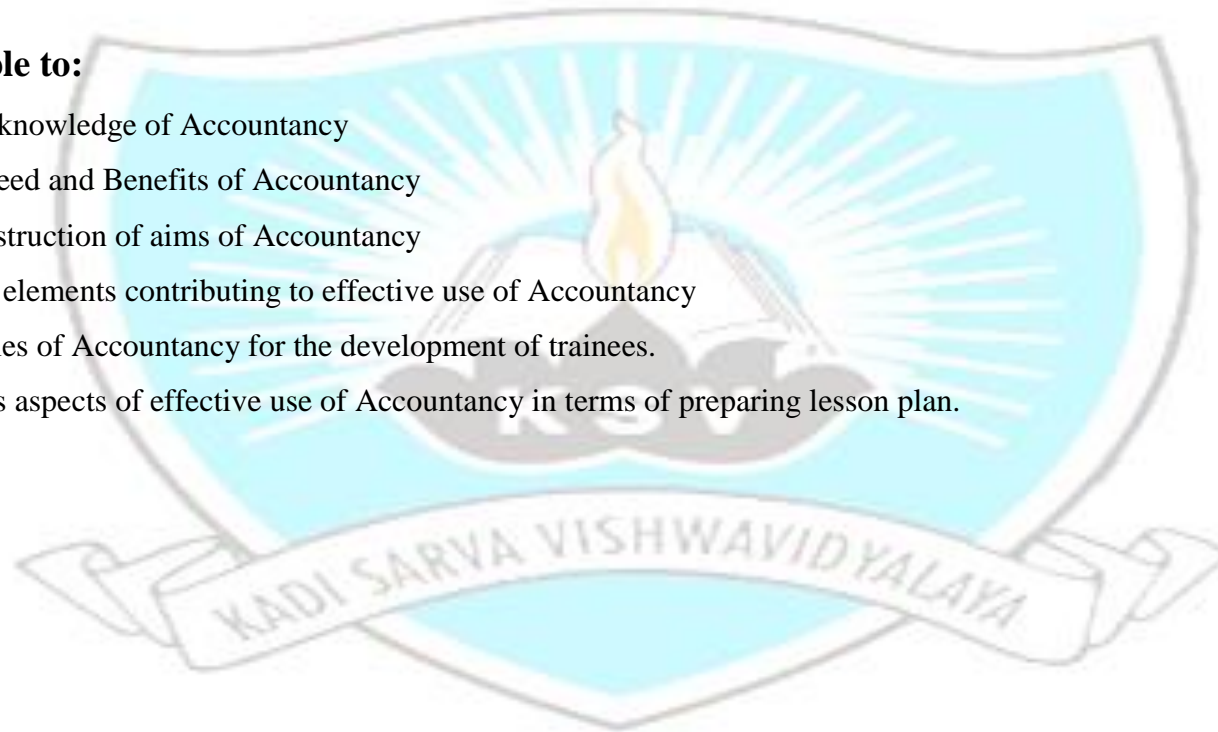 ble to:
knowledge of Accountancy
eed and Benefits of Accountancy
struction of aims of Accountancy
elements contributing to effective use of Accountancy
les of Accountancy for the development of trainees.
s aspects of effective use of Accountancy in terms of preparing lesson plan.
KSV
KADI SARVA VISHWAVIDYALAYA